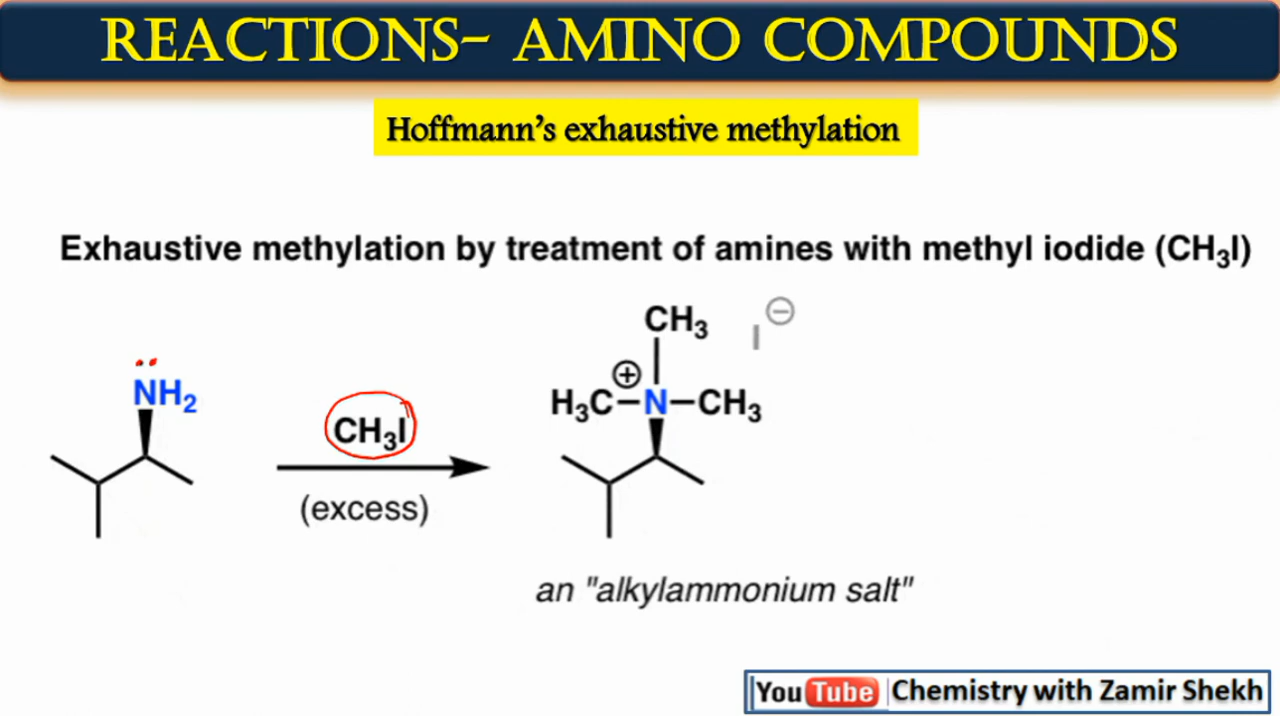 REACTIONS- AMINO COMPOUNDS
Hoffmann's exhaustive methylation
Exhaustive methylation by treatment of amines with methyl iodide (CH₃I)
CH₃
I⊖
NH₂
⊕
H₃C–N–CH₃
CH₃I
(excess)
an "alkylammonium salt"
YouTube Chemistry with Zamir Shekh